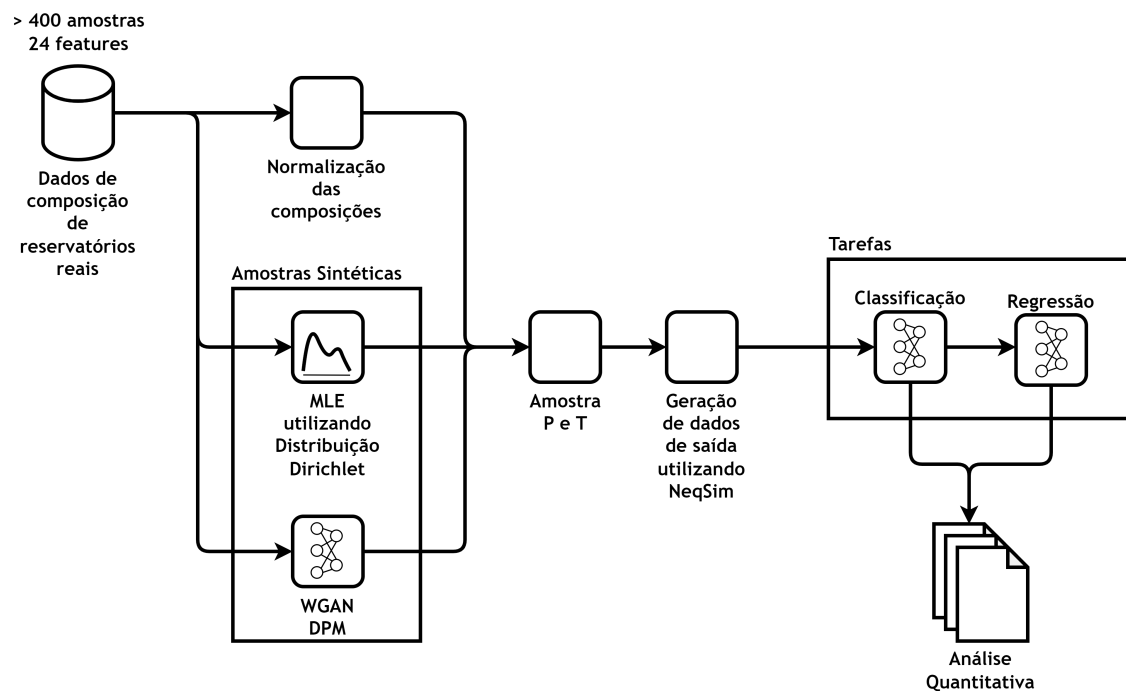 > 400 amostras
24 features
Dados de
composição
de
reservatórios
reais
Normalização
das
composições
Amostras Sintéticas
MLE
utilizando
Distribuição
Dirichlet
WGAN
DPM
Amostra
P e T
Geração
de dados
de saída
utilizando
NeqSim
Tarefas
Classificação
Regressão
Análise
Quantitativa